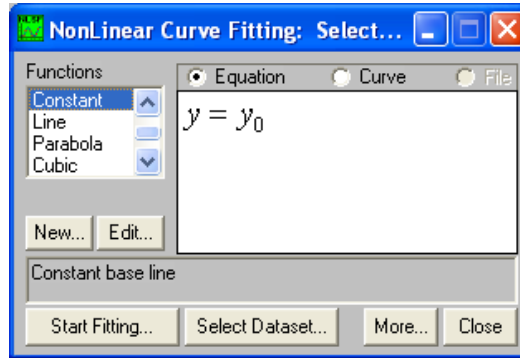 NonLinear Curve Fitting: Select...
Functions
Equation Curve File
Constant
Line
Parabola
Cubic
y = y₀
New... Edit...
Constant base line
Start Fitting... Select Dataset... More... Close